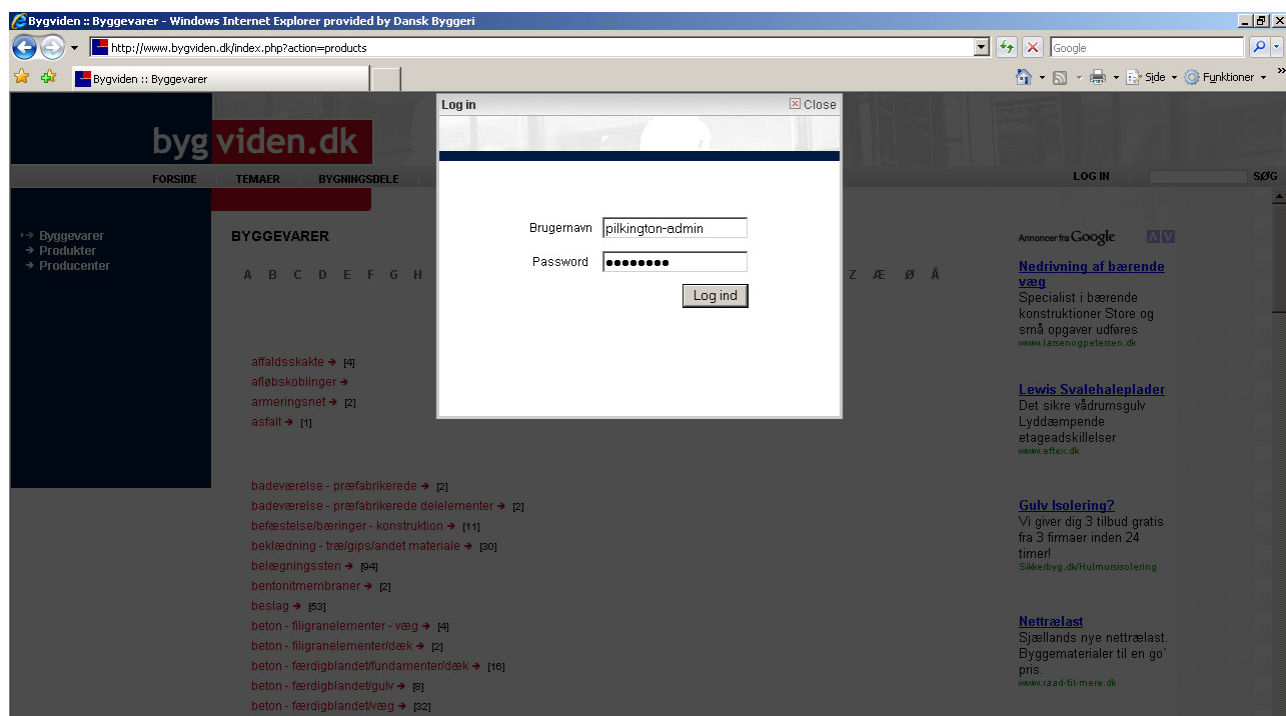 Bygviden :: Byggevarer - Windows Internet Explorer provided by Dansk Byggeri
http://www.bygviden.dk/index.php?action=products
Google
Bygviden :: Byggevarer
Side
Funktioner
»
Log in
Close
bygviden.dk
FORSIDE TEMAER BYGNINGSDELE
LOG IN
SØG
Byggevarer
Produkter
Producenter
Brugernavn pilkington-admin
Password ●●●●●●●●
Log ind
BYGGEVARER
A B C D E F G H
Z Æ Ø Å
affaldsskakte → [4]
afløbskoblinger →
armeringsnet → [2]
asfalt → [1]
badeværelse - præfabrikerede → [2]
badeværelse - præfabrikerede delelementer → [2]
befæstelse/bæringer - konstruktion → [11]
beklædning - træ/gips/andet materiale → [30]
belægningssten → [94]
bentonitmembraner → [2]
beslag → [53]
beton - filigranelementer - væg → [4]
beton - filigranelementer/dæk → [2]
beton - færdigblandet/fundamenter/dæk → [16]
beton - færdigblandet/gulv → [8]
beton - færdigblandet/væg → [32]
Annoncer fra Google
Nedrivning af bærende
væg
Specialist i bærende
konstruktioner Store og
små opgaver udføres
www.larsenogpetersen.dk
Lewis Svalehaleplader
Det sikre vådrumsgulv
Lyddæmpende
etageadskillelser
www.eftex.dk
Gulv Isolering?
Vi giver dig 3 tilbud gratis
fra 3 firmaer inden 24
timer!
Sikkerbyg.dk/Hulmursisolering
Nettrælast
Sjællands nye nettrælast.
Byggematerialer til en go´
pris.
www.raad-til-mere.dk